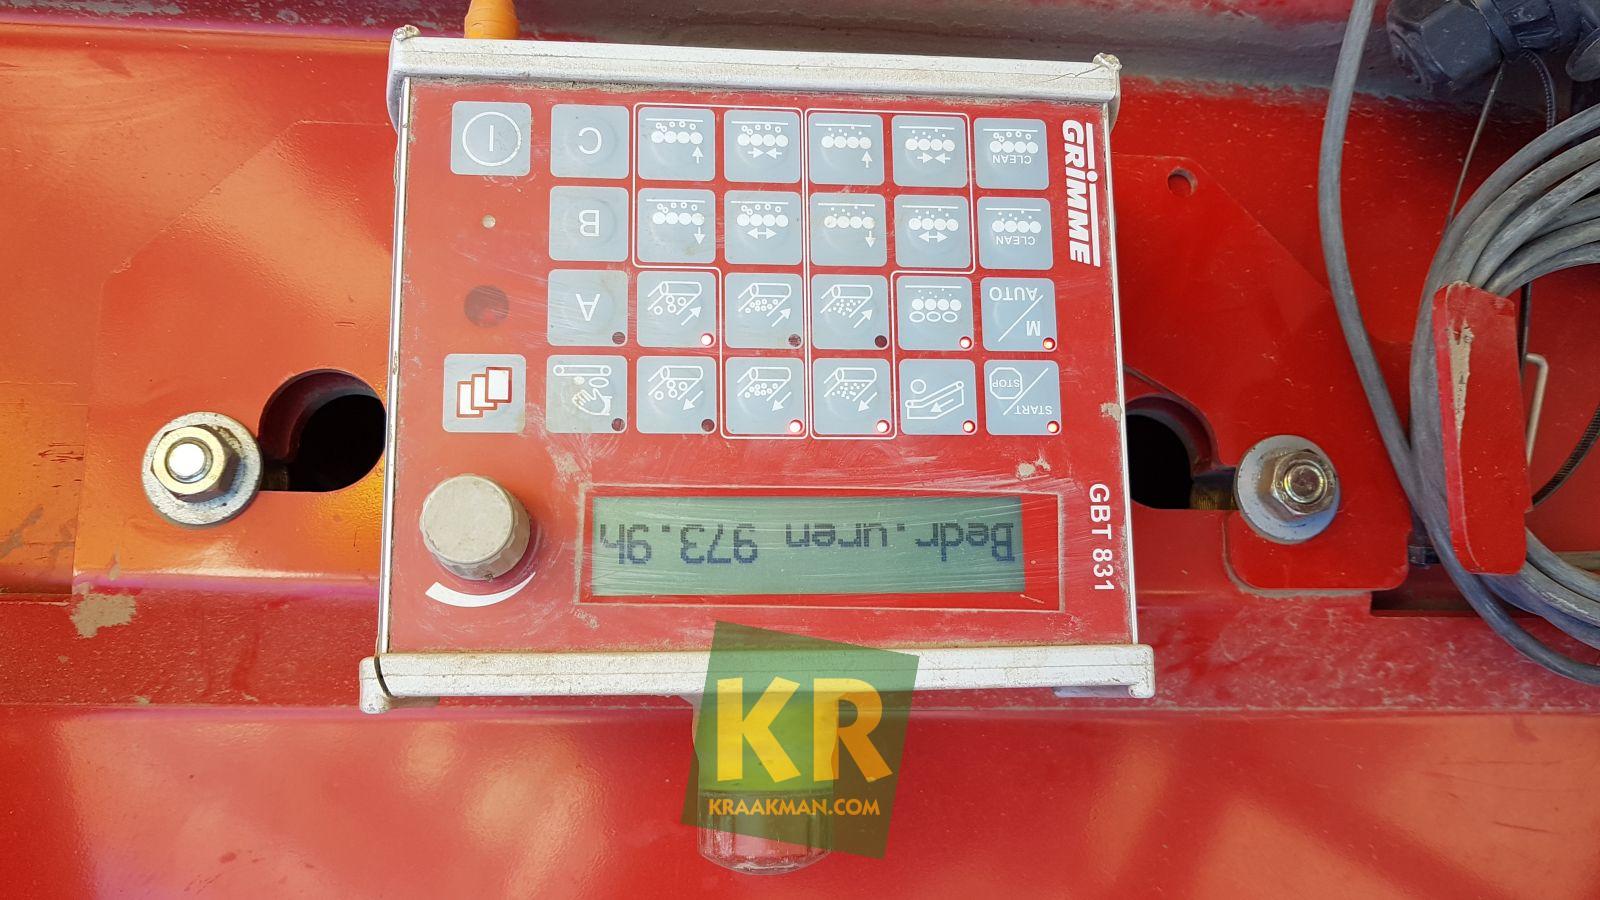 GRIMME
GBT 831
Bedr.uren 973.9h
START/STOP
M/AUTO
A
CLEAN
B
CLEAN
C
KR
KRAAKMAN.COM